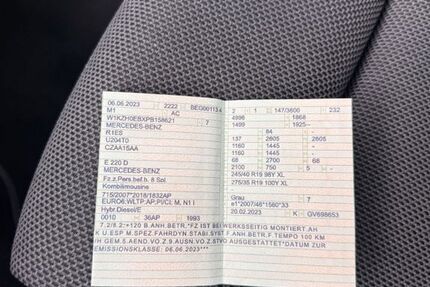 06.06.2023 2222 BEG001134
M1 AC
W1KZH0EBXPB158621 7
MERCEDES-BENZ
R1ES
U204T0
CZAA15AA
E 220 D
MERCEDES-BENZ
Fz.z.Pers.bef.b. 8 Spl.
Kombilimousine
715/2007*2018/1832AP
EURO6;WLTP;AP;PI/CI, M, N1 I
Hybr.Diesel/E
0010 36AP 1993
2 1 147/3600 232
4996 1868
1499 1925–
84
137 2605 2605
1160 1445 –
1160 1445 –
68 2700 68
2100 750 5 –
245/40 R19 98Y XL
275/35 R19 100Y XL
–
Grau 7
e1*2007/46*1560*33
20.02.2023 K GV698653
7.2/8.2:+120 B.ANH.BETR.*FZ IST BEWERKSSEITIG MONTIERT.AH
K U.ESP M.SPEZ.FAHRDYN.STABI.SYST.F.ANH.BETR.F.TEMPO 100 KM
/H GEM.5.AEND.VO.Z.9.AUSN.VO.Z.STVO AUSGESTATTET*DATUM ZUR
EMISSIONSKLASSE: 06.06.2023***